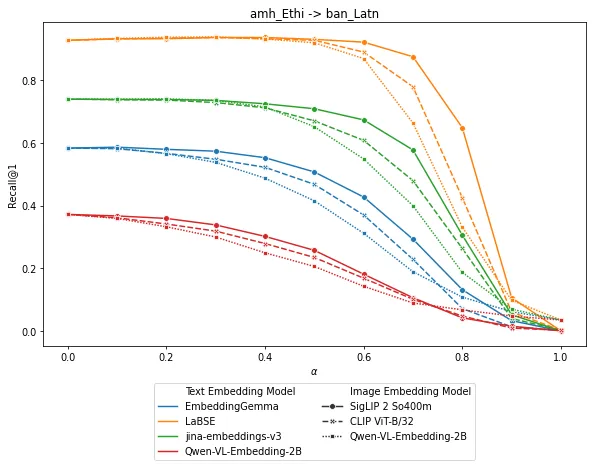 amh_Ethi -> ban_Latn
Recall@1
0.8
0.6
0.4
0.2
0.0
0.0 0.2 0.4 0.6 0.8 1.0
α
Text Embedding Model Image Embedding Model
EmbeddingGemma SigLIP 2 So400m
LaBSE CLIP ViT-B/32
jina-embeddings-v3 Qwen-VL-Embedding-2B
Qwen-VL-Embedding-2B